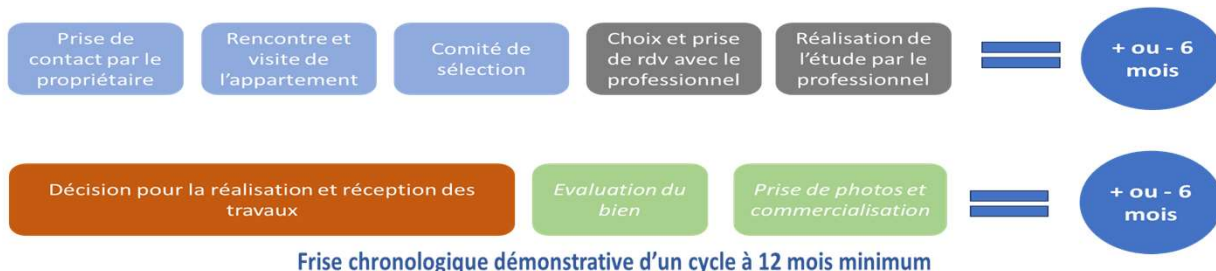 Prise de
contact par le
propriétaire
Rencontre et
visite de
l'appartement
Comité de
sélection
Choix et prise
de rdv avec le
professionnel
Réalisation de
l'étude par le
professionnel
+ ou - 6
mois
Décision pour la réalisation et réception des
travaux
Evaluation du
bien
Prise de photos et
commercialisation
+ ou - 6
mois
Frise chronologique démonstrative d'un cycle à 12 mois minimum